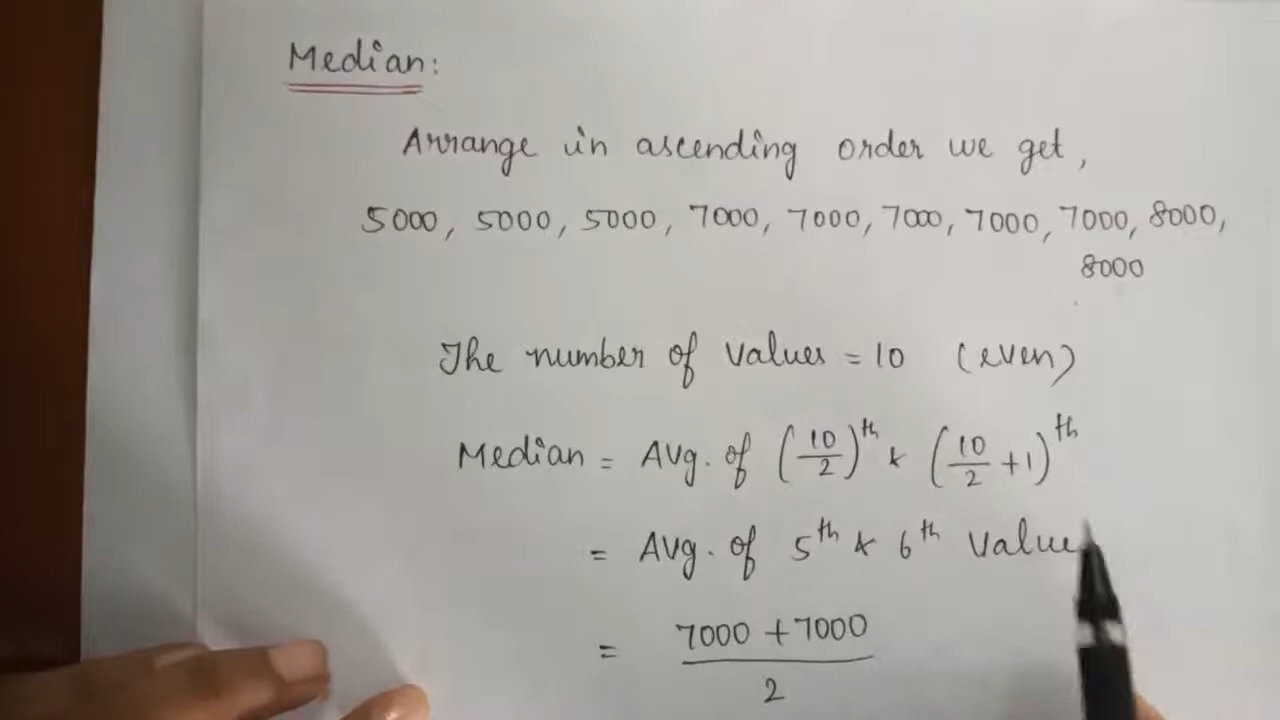 Median:
Arrange in ascending order we get,
5000, 5000, 5000, 7000, 7000, 7000, 7000, 7000, 8000,
8000
The number of values = 10 (even)
Median = Avg. of (10/2)th & (10/2 +1)th
= Avg. of 5th & 6th value
= 7000 + 7000 / 2